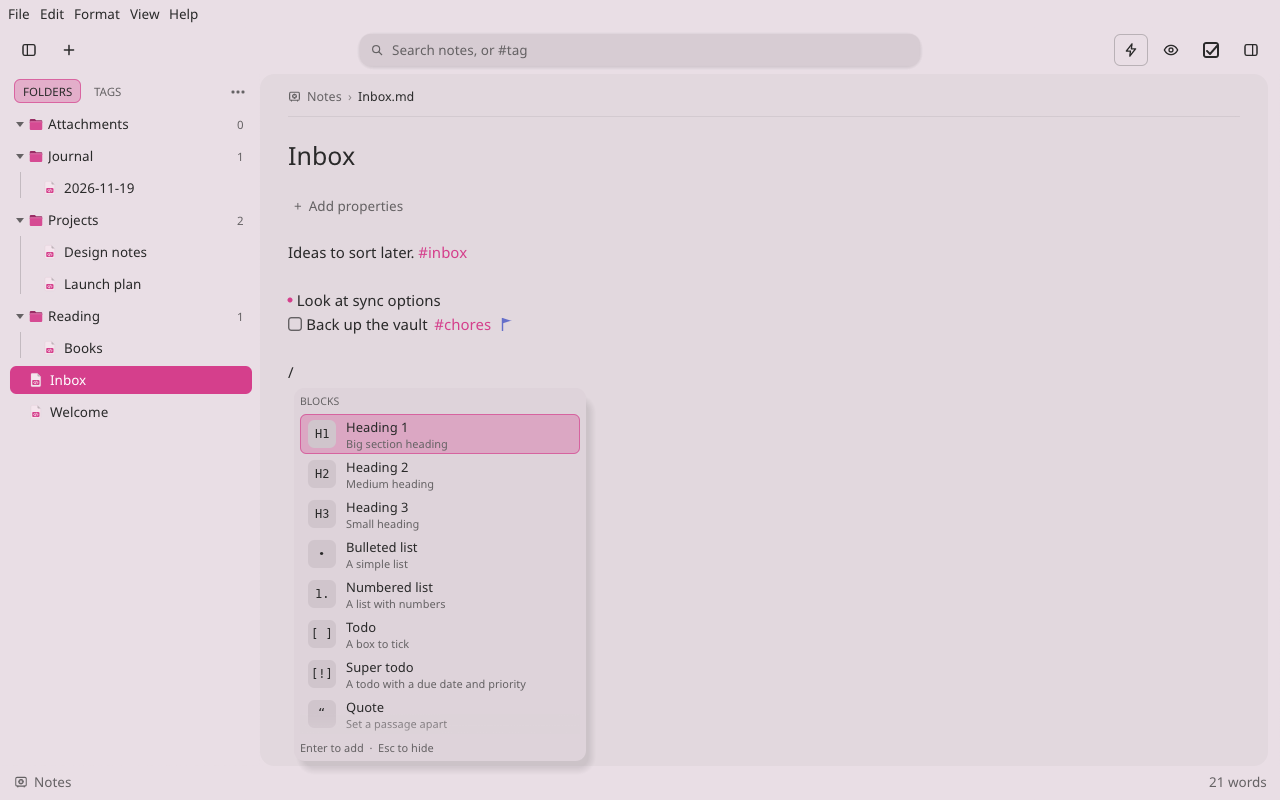 File Edit Format View Help
Search notes, or #tag
FOLDERS TAGS
Attachments 0
Journal 1
2026-11-19
Projects 2
Design notes
Launch plan
Reading 1
Books
Inbox
Welcome
Notes › Inbox.md
Inbox
+ Add properties
Ideas to sort later. #inbox
• Look at sync options
Back up the vault #chores
/
BLOCKS
H1 Heading 1
Big section heading
H2 Heading 2
Medium heading
H3 Heading 3
Small heading
• Bulleted list
A simple list
1. Numbered list
A list with numbers
[ ] Todo
A box to tick
[!] Super todo
A todo with a due date and priority
“ Quote
Set a passage apart
Enter to add · Esc to hide
Notes
21 words